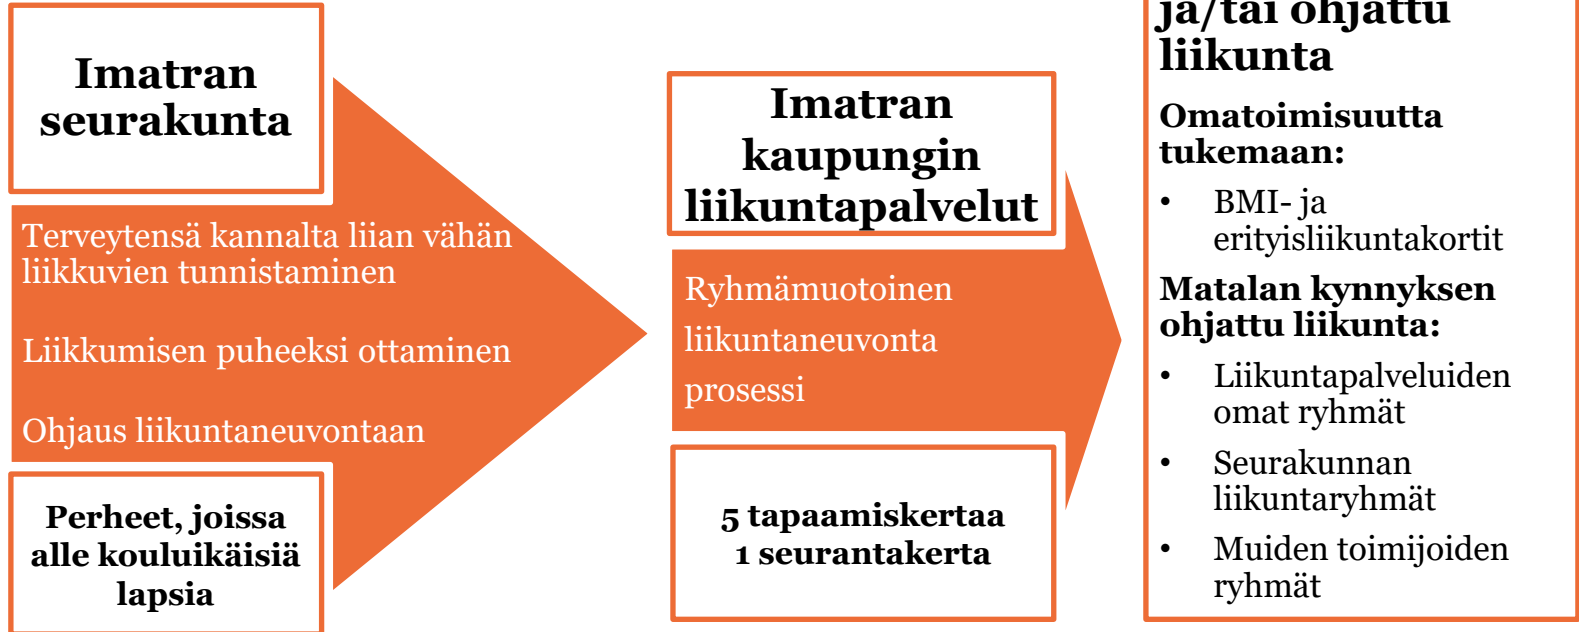 Imatran
seurakunta
Terveytensä kannalta liian vähän
liikkuvien tunnistaminen
Liikkumisen puheeksi ottaminen
Ohjaus liikuntaneuvontaan
Perheet, joissa
alle kouluikäisiä
lapsia
Imatran
kaupungin
liikuntapalvelut
Ryhmämuotoinen
liikuntaneuvonta
prosessi
5 tapaamiskertaa
1 seurantakerta
ja/tai ohjattu
liikunta
Omatoimisuutta
tukemaan:
• BMI- ja
erityisliikuntakortit
Matalan kynnyksen
ohjattu liikunta:
• Liikuntapalveluiden
omat ryhmät
• Seurakunnan
liikuntaryhmät
• Muiden toimijoiden
ryhmät